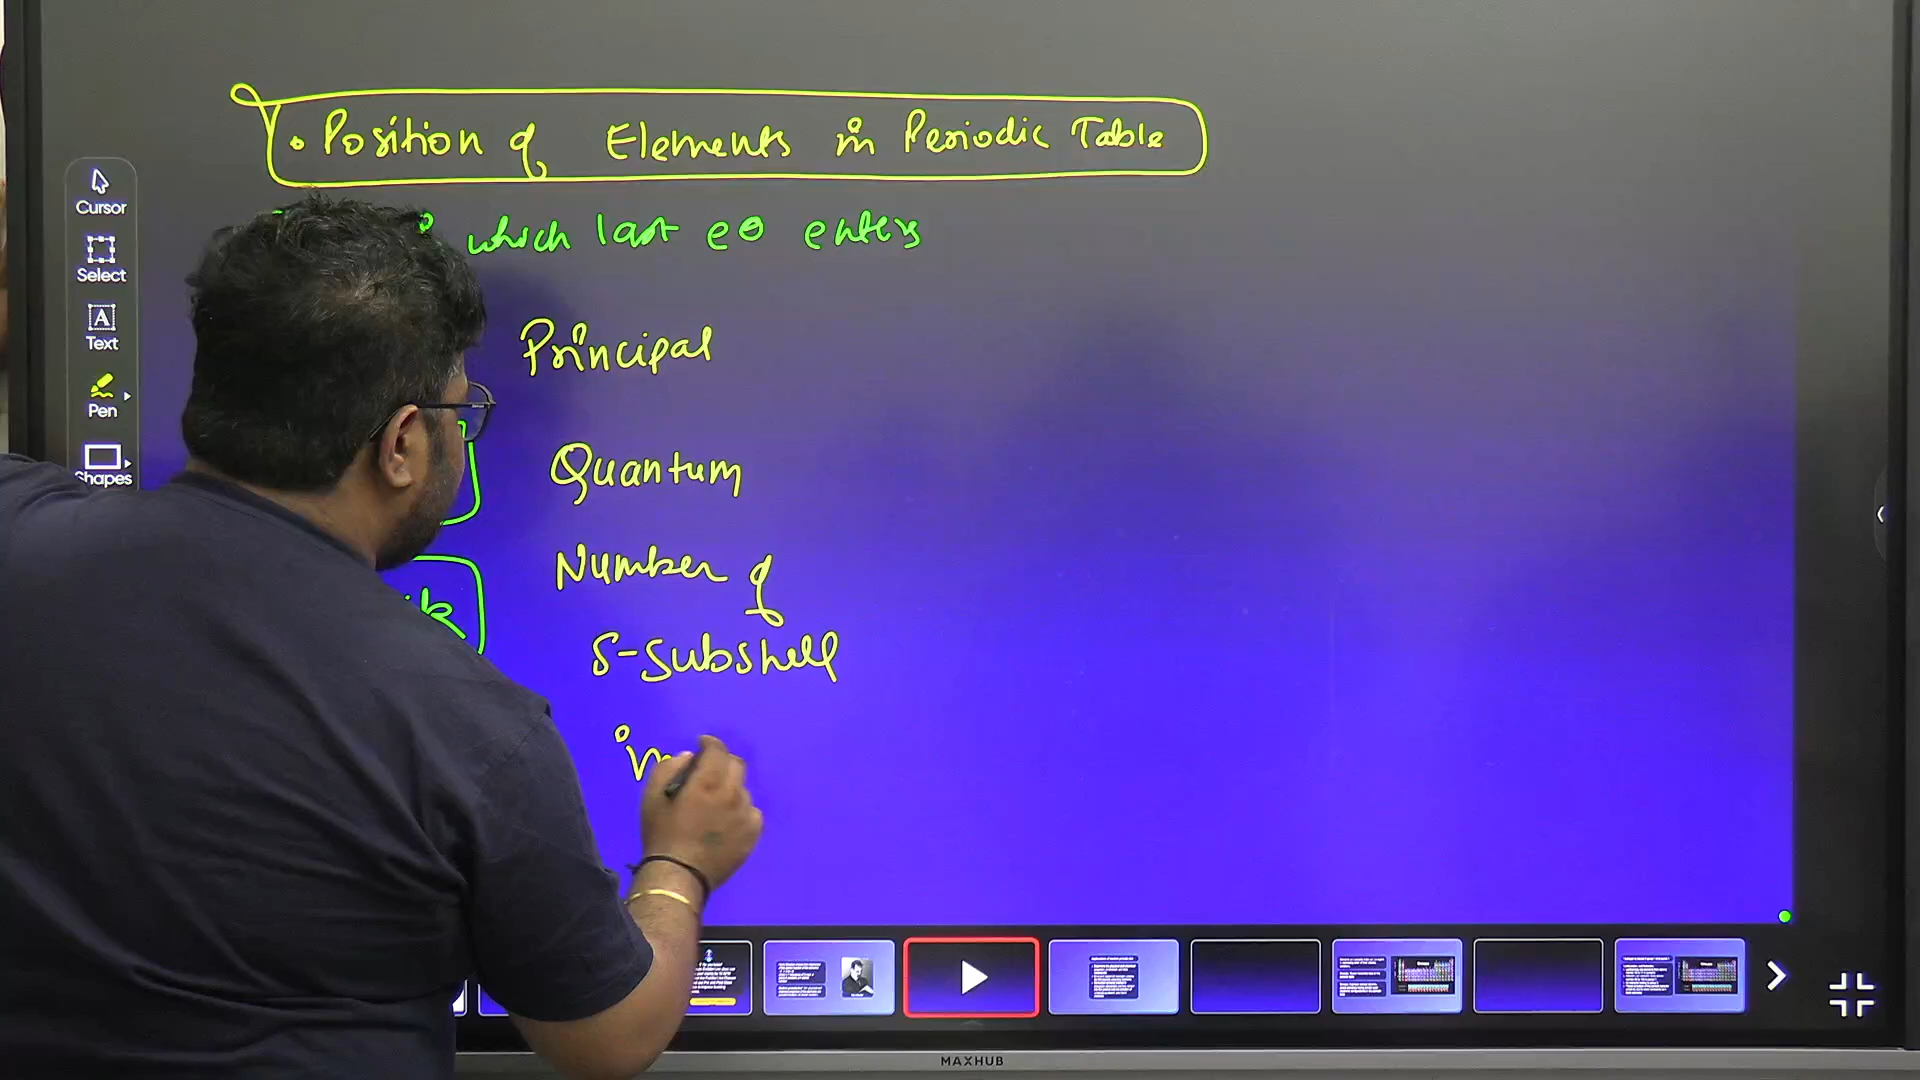 • Position of Elements in Periodic Table
which last e⊖ enters
Principal
Quantum
Number of
S-Subshell
in
Cursor
Select
A
Text
Pen
Shapes
MAXHUB